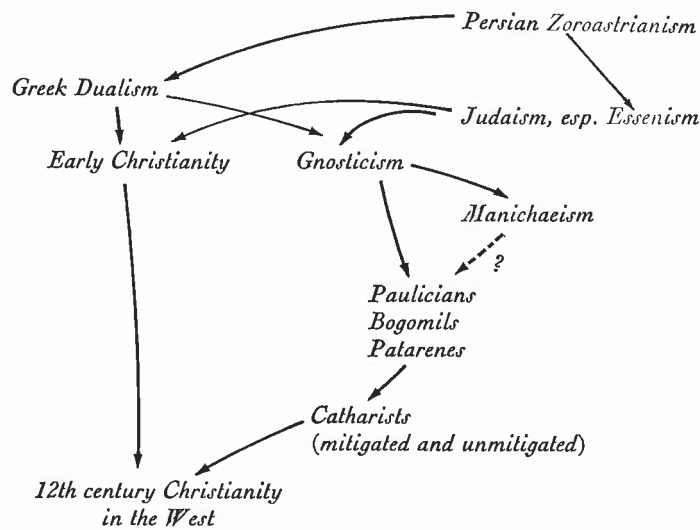 Persian Zoroastrianism
Greek Dualism
Judaism, esp. Essenism
Early Christianity
Gnosticism
Manichaeism
?
Paulicians
Bogomils
Patarenes
Catharists
(mitigated and unmitigated)
12th century Christianity
in the West